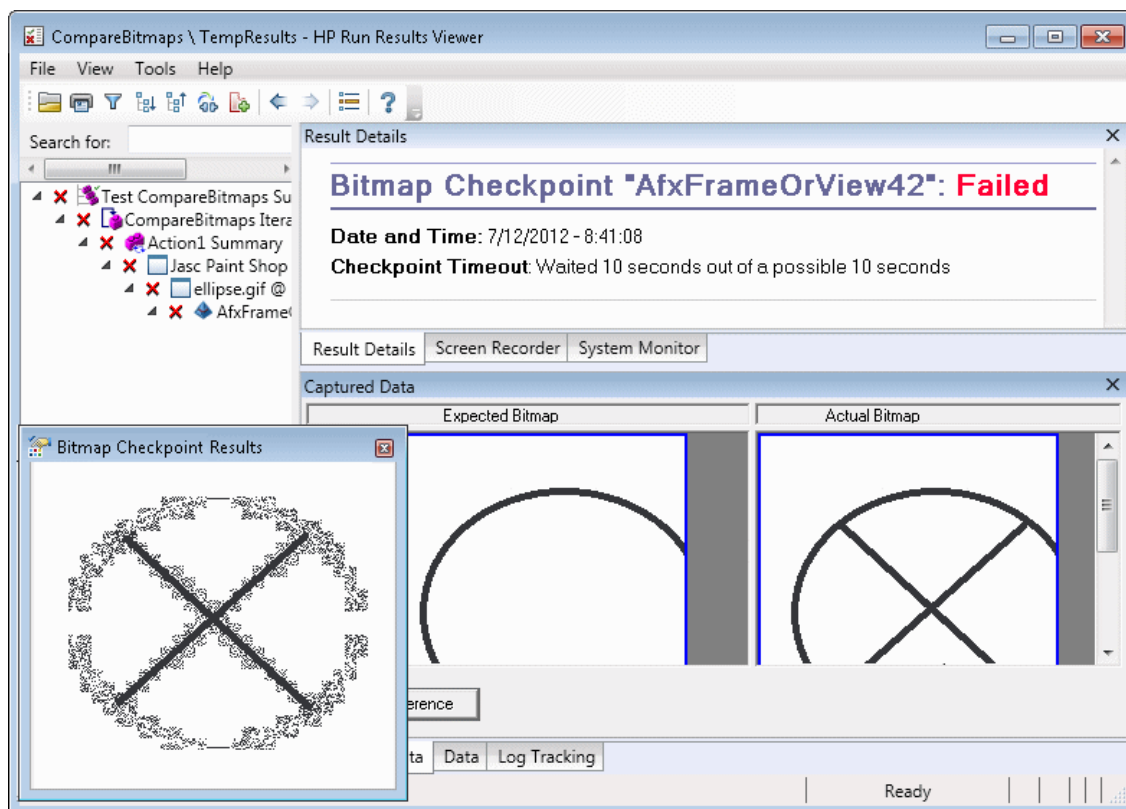 CompareBitmaps \ TempResults - HP Run Results Viewer
File View Tools Help
Search for:
Test CompareBitmaps Su
CompareBitmaps Itera
Action1 Summary
Jasc Paint Shop
ellipse.gif @
AfxFrame
Result Details
Bitmap Checkpoint "AfxFrameOrView42": Failed
Date and Time: 7/12/2012 - 8:41:08
Checkpoint Timeout: Waited 10 seconds out of a possible 10 seconds
Result Details Screen Recorder System Monitor
Captured Data
Expected Bitmap Actual Bitmap
Bitmap Checkpoint Results
erence
ta Data Log Tracking
Ready